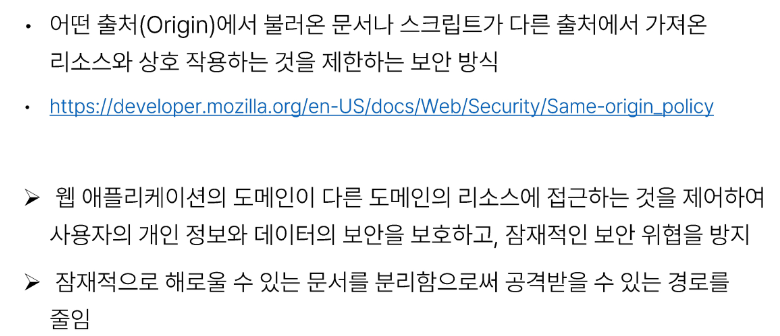 • 어떤 출처(Origin)에서 불러온 문서나 스크립트가 다른 출처에서 가져온
리소스와 상호 작용하는 것을 제한하는 보안 방식
• https://developer.mozilla.org/en-US/docs/Web/Security/Same-origin_policy
➢ 웹 애플리케이션의 도메인이 다른 도메인의 리소스에 접근하는 것을 제어하여
사용자의 개인 정보와 데이터의 보안을 보호하고, 잠재적인 보안 위협을 방지
➢ 잠재적으로 해로울 수 있는 문서를 분리함으로써 공격받을 수 있는 경로를
줄임